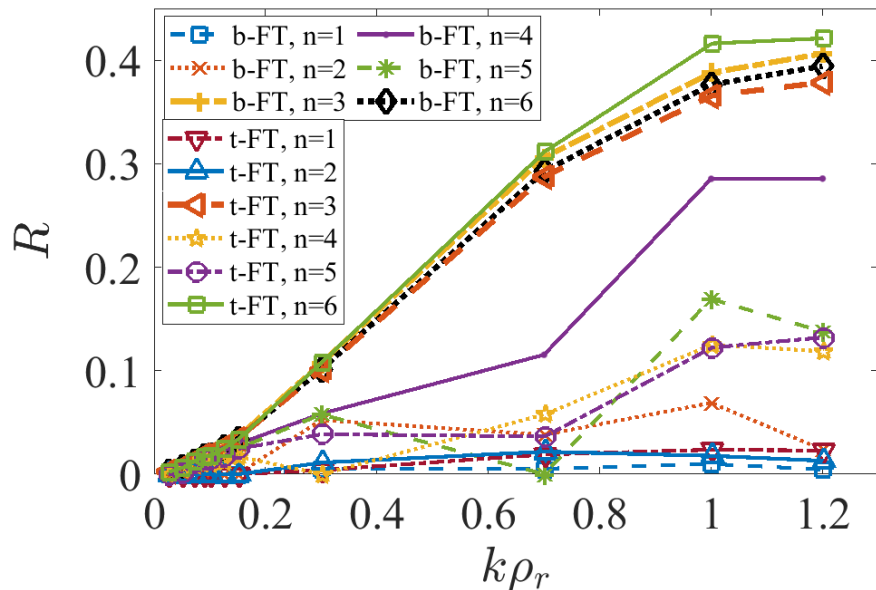 b-FT, n=1
b-FT, n=2
b-FT, n=3
b-FT, n=4
b-FT, n=5
b-FT, n=6
t-FT, n=1
t-FT, n=2
t-FT, n=3
t-FT, n=4
t-FT, n=5
t-FT, n=6
R
0.4
0.3
0.2
0.1
0
0 0.2 0.4 0.6 0.8 1 1.2
kρᵣ